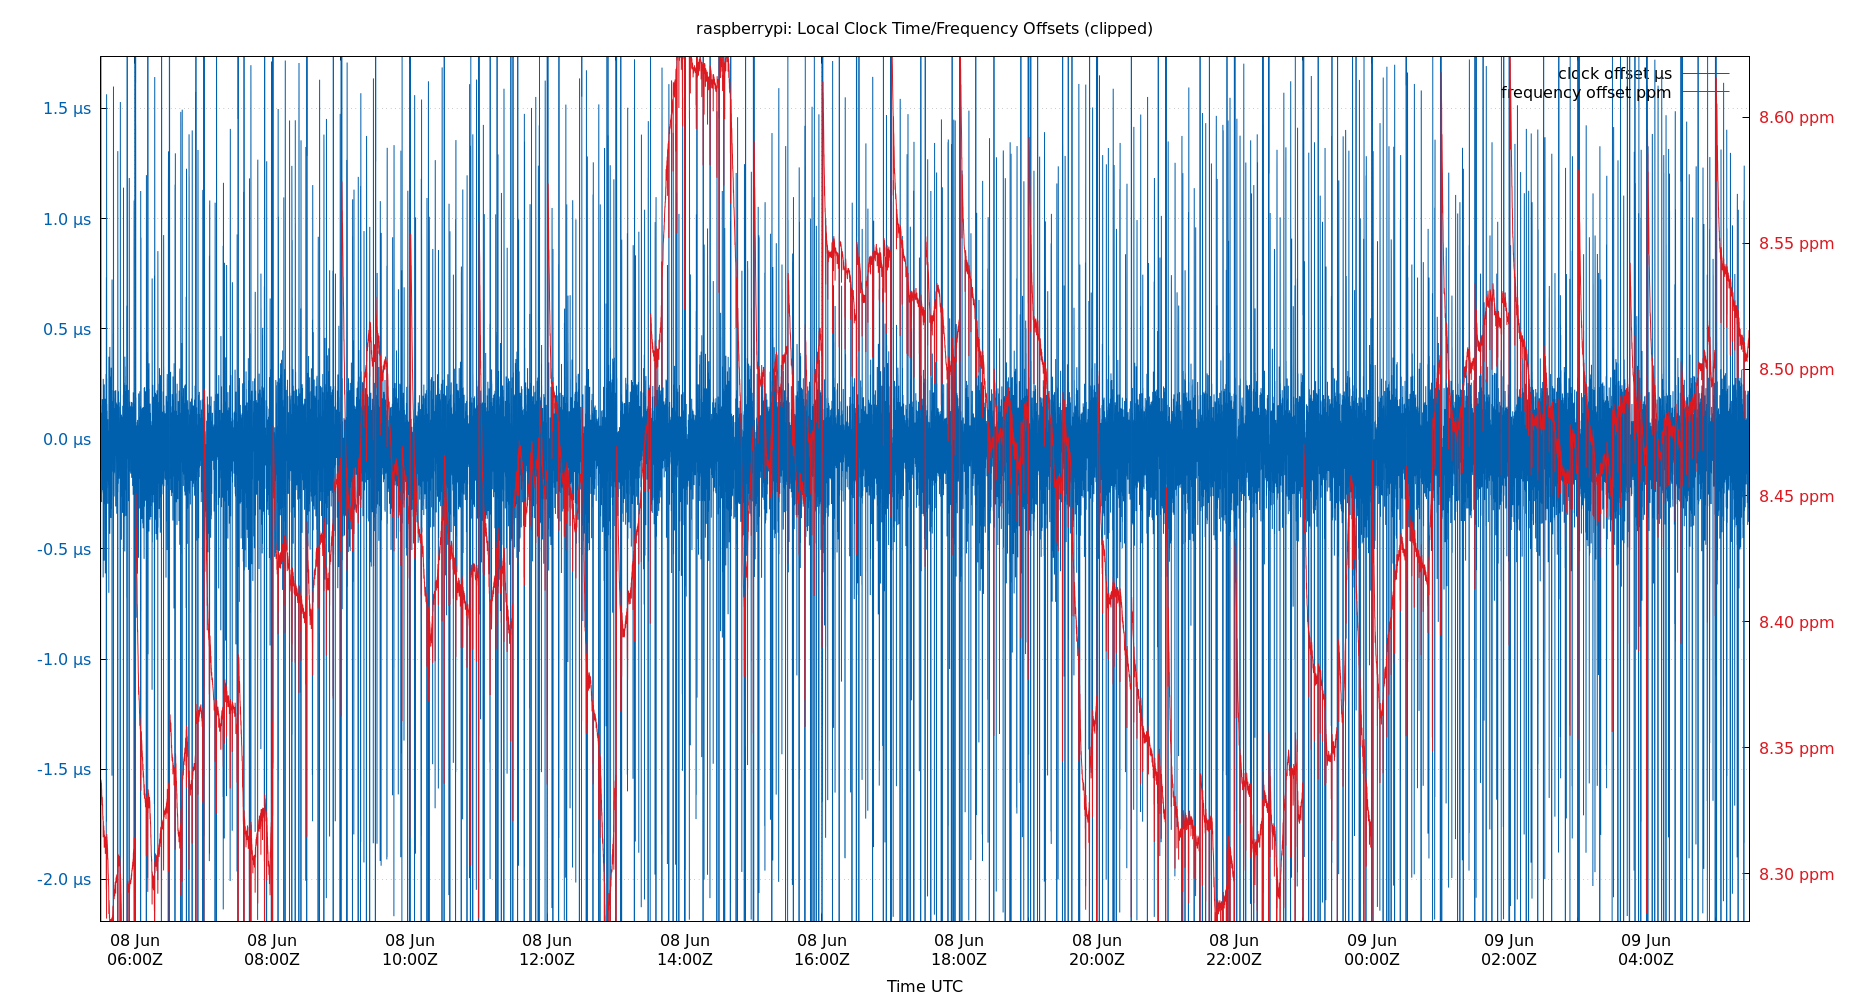 raspberrypi: Local Clock Time/Frequency Offsets (clipped)
clock offset µs
frequency offset ppm
1.5 µs
1.0 µs
0.5 µs
0.0 µs
-0.5 µs
-1.0 µs
-1.5 µs
-2.0 µs
8.60 ppm
8.55 ppm
8.50 ppm
8.45 ppm
8.40 ppm
8.35 ppm
8.30 ppm
08 Jun 08 Jun 08 Jun 08 Jun 08 Jun 08 Jun 08 Jun 08 Jun 08 Jun 09 Jun 09 Jun 09 Jun
06:00Z 08:00Z 10:00Z 12:00Z 14:00Z 16:00Z 18:00Z 20:00Z 22:00Z 00:00Z 02:00Z 04:00Z
Time UTC